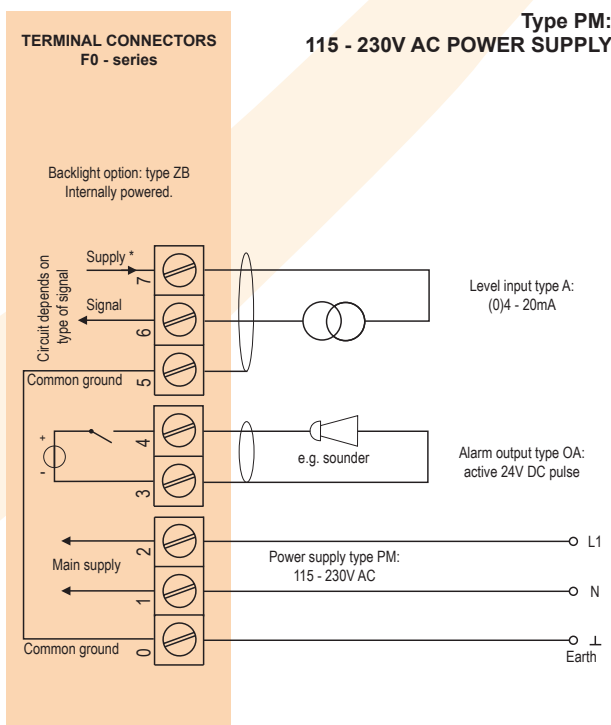 Type PM:
115 - 230V AC POWER SUPPLY
TERMINAL CONNECTORS
F0 - series
Backlight option: type ZB
Internally powered.
Circuit depends on
type of signal
Supply *
7
Signal
6
Common ground
5
Level input type A:
(0)4 - 20mA
+
-
4
3
e.g. sounder
Alarm output type OA:
active 24V DC pulse
2
Main supply
1
Power supply type PM:
115 - 230V AC
L1
N
Common ground
0
Earth